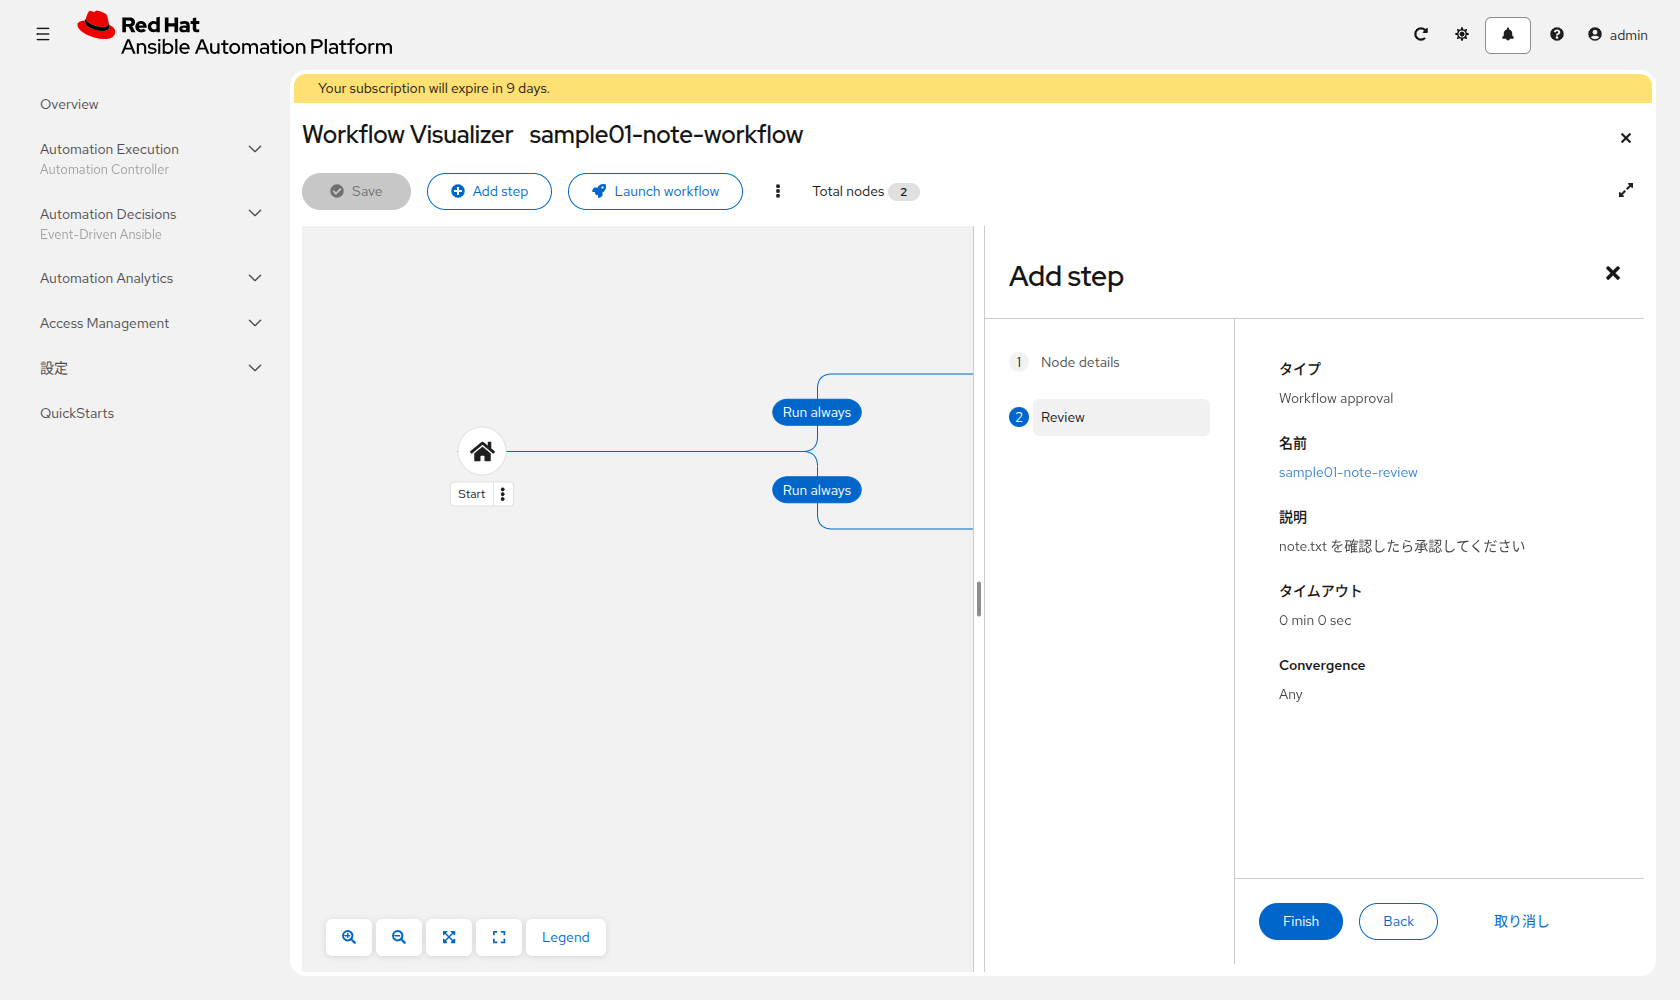 Red Hat
Ansible Automation Platform
admin
Overview
Automation Execution
Automation Controller
Automation Decisions
Event-Driven Ansible
Automation Analytics
Access Management
設定
QuickStarts
Your subscription will expire in 9 days.
Workflow Visualizer sample01-note-workflow
Save
Add step
Launch workflow
Total nodes 2
Run always
Start
Run always
Legend
Add step
1 Node details
2 Review
タイプ
Workflow approval
名前
sample01-note-review
説明
note.txt を確認したら承認してください
タイムアウト
0 min 0 sec
Convergence
Any
Finish
Back
取り消し